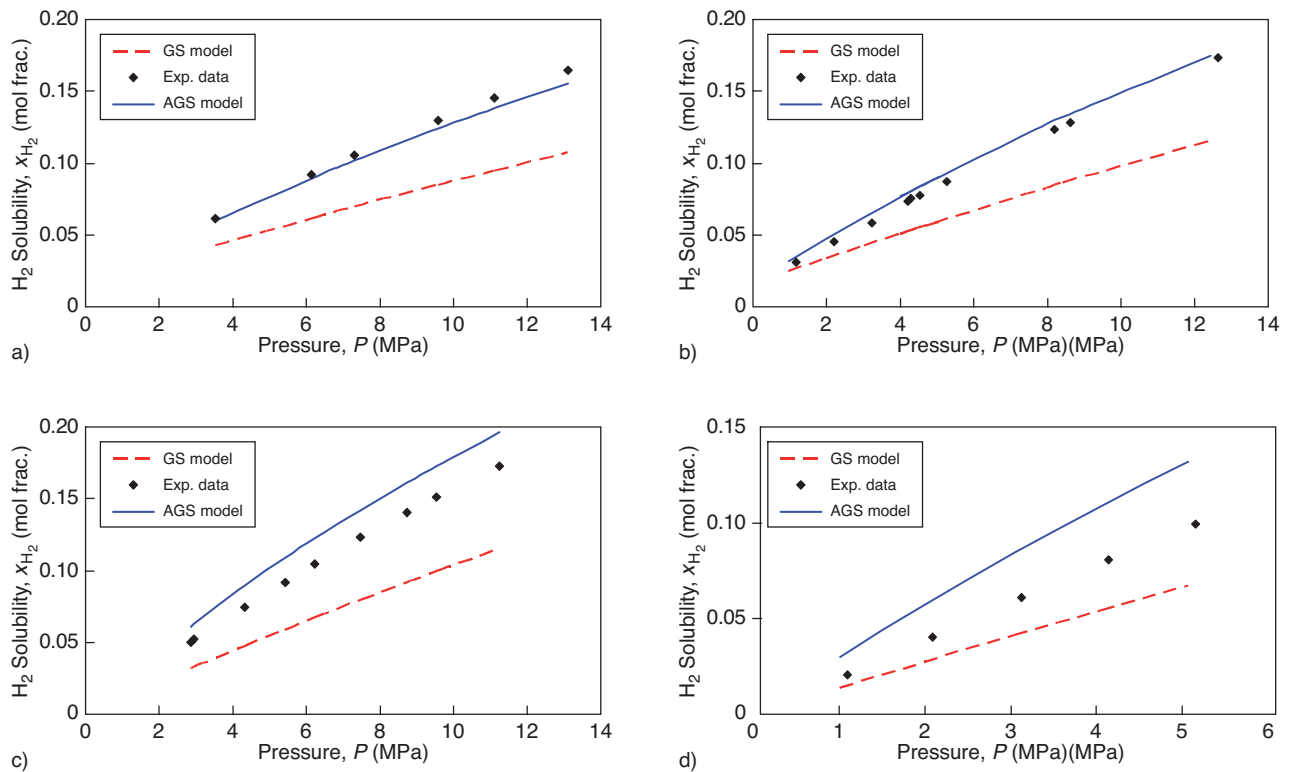 0.20
0.15
0.10
0.05
0
H₂ Solubility, x_H₂ (mol frac.)
GS model
Exp. data
AGS model
0 2 4 6 8 10 12 14
Pressure, P (MPa)
a)
0.20
0.15
0.10
0.05
0
H₂ Solubility, x_H₂ (mol frac.)
GS model
Exp. data
AGS model
0 2 4 6 8 10 12 14
Pressure, P (MPa)(MPa)
b)
0.20
0.15
0.10
0.05
0
H₂ Solubility, x_H₂ (mol frac.)
GS model
Exp. data
AGS model
0 2 4 6 8 10 12 14
Pressure, P (MPa)
c)
0.15
0.10
0.05
0
H₂ Solubility, x_H₂ (mol frac.)
GS model
Exp. data
AGS model
0 1 2 3 4 5 6
Pressure, P (MPa)(MPa)
d)